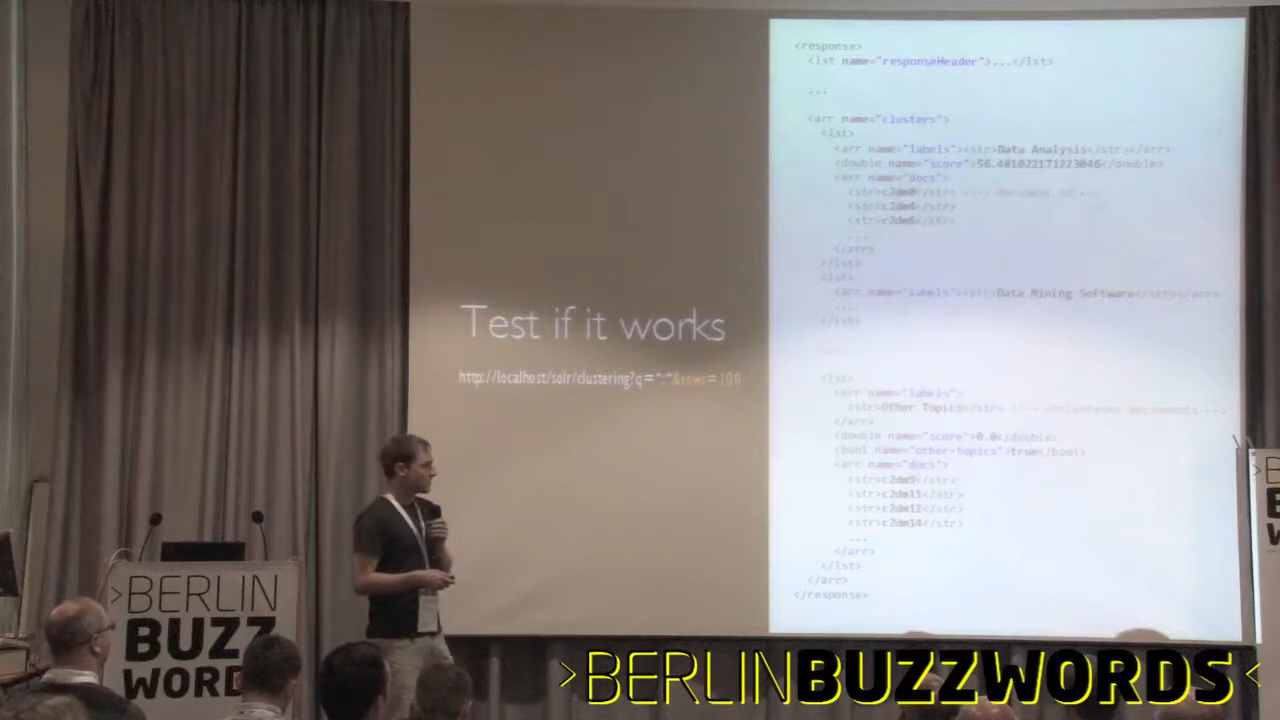 Test if it works
http://localhost/solr/clustering?q="*:*"&rows=100
<response>
<lst name="responseHeader">...</lst>
...
<arr name="clusters">
<lst>
<arr name="labels"><str>Data Analysis</str></arr>
<double name="score">56.481022171223046</double>
<arr name="docs">
<str>c2dm0</str> <!-- document id -->
<str>c2dm4</str>
<str>c2dm6</str>
...
</arr>
</lst>
<lst>
<arr name="labels"><str>Data Mining Software</str></arr>
....
</lst>
...
<lst>
<arr name="labels">
<str>Other Topics</str> <!-- documents -->
</arr>
<double name="score">0.0</double>
<bool name="other-topics">true</bool>
<arr name="docs">
<str>c2dm9</str>
<str>c2dm11</str>
<str>c2dm12</str>
<str>c2dm14</str>
...
</arr>
</lst>
</arr>
</response>
>BERLIN
BUZZ
WORD
>BERLINBUZZWORDS<